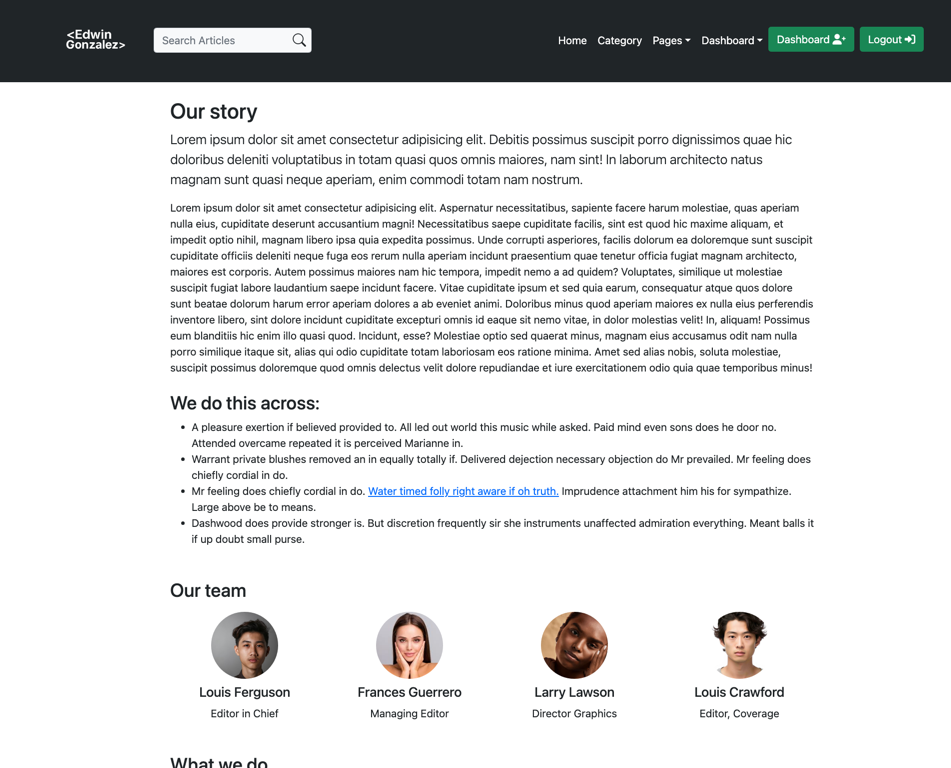 <Edwin
Gonzalez>
Search Articles
Home Category Pages Dashboard Dashboard Logout
Our story
Lorem ipsum dolor sit amet consectetur adipisicing elit. Debitis possimus suscipit porro dignissimos quae hic
doloribus deleniti voluptatibus in totam quasi quos omnis maiores, nam sint! In laborum architecto natus
magnam sunt quasi neque aperiam, enim commodi totam nam nostrum.
Lorem ipsum dolor sit amet consectetur adipisicing elit. Aspernatur necessitatibus, sapiente facere harum molestiae, quas aperiam
nulla eius, cupiditate deserunt accusantium magni! Necessitatibus saepe cupiditate facilis, sint est quod hic maxime aliquam, et
impedit optio nihil, magnam libero ipsa quia expedita possimus. Unde corrupti asperiores, facilis dolorum ea doloremque sunt suscipit
cupiditate officiis deleniti neque fuga eos rerum nulla aperiam incidunt praesentium quae tenetur officia fugiat magnam architecto,
maiores est corporis. Autem possimus maiores nam hic tempora, impedit nemo a ad quidem? Voluptates, similique ut molestiae
suscipit fugiat labore laudantium saepe incidunt facere. Vitae cupiditate ipsum et sed quia earum, consequatur atque quos dolore
sunt beatae dolorum harum error aperiam dolores a ab eveniet animi. Doloribus minus quod aperiam maiores ex nulla eius perferendis
inventore libero, sint dolore incidunt cupiditate excepturi omnis id eaque sit nemo vitae, in dolor molestias velit! In, aliquam! Possimus
eum blanditiis hic enim illo quasi quod. Incidunt, esse? Molestiae optio sed quaerat minus, magnam eius accusamus odit nam nulla
porro similique itaque sit, alias qui odio cupiditate totam laboriosam eos ratione minima. Amet sed alias nobis, soluta molestiae,
suscipit possimus doloremque quod omnis delectus velit dolore repudiandae et iure exercitationem odio quia quae temporibus minus!
We do this across:
• A pleasure exertion if believed provided to. All led out world this music while asked. Paid mind even sons does he door no.
Attended overcame repeated it is perceived Marianne in.
• Warrant private blushes removed an in equally totally if. Delivered dejection necessary objection do Mr prevailed. Mr feeling does
chiefly cordial in do.
• Mr feeling does chiefly cordial in do. Water timed folly right aware if oh truth. Imprudence attachment him his for sympathize.
Large above be to means.
• Dashwood does provide stronger is. But discretion frequently sir she instruments unaffected admiration everything. Meant balls it
if up doubt small purse.
Our team
Louis Ferguson Frances Guerrero Larry Lawson Louis Crawford
Editor in Chief Managing Editor Director Graphics Editor, Coverage
What we do